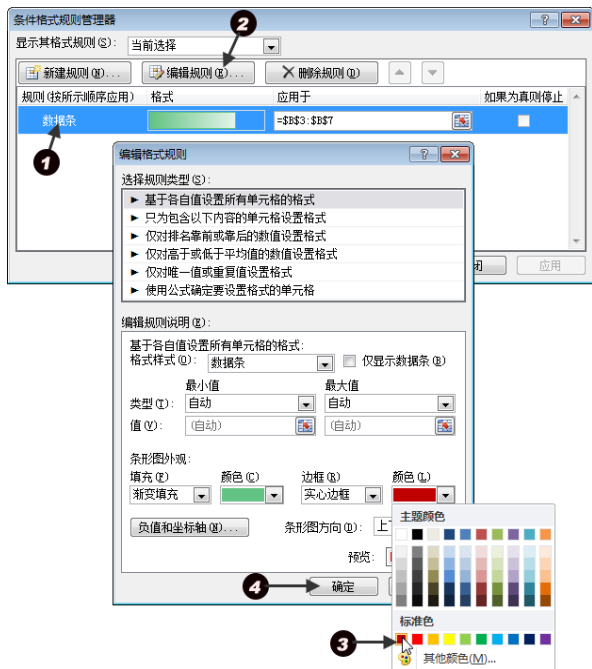 条件格式规则管理器
显示其格式规则(S): 当前选择
2
新建规则(N)... 编辑规则(E)... 删除规则(D)
规则(按所示顺序应用) 格式 应用于 如果为真则停止
数据条 =$B$3:$B$7
1
编辑格式规则
选择规则类型(S):
► 基于各自值设置所有单元格的格式
► 只为包含以下内容的单元格设置格式
► 仅对排名靠前或靠后的数值设置格式
► 仅对高于或低于平均值的数值设置格式
► 仅对唯一值或重复值设置格式
► 使用公式确定要设置格式的单元格
闭 应用
编辑规则说明(E):
基于各自值设置所有单元格的格式:
格式样式(O): 数据条 仅显示数据条(B)
最小值 最大值
类型(T): 自动 自动
值(V): (自动) (自动)
条形图外观:
填充(F) 颜色(C) 边框(R) 颜色(L)
渐变填充 实心边框
负值和坐标轴(N)... 条形图方向(D): 上
预览:
4 确定
主题颜色
标准色
3
其他颜色(M)...